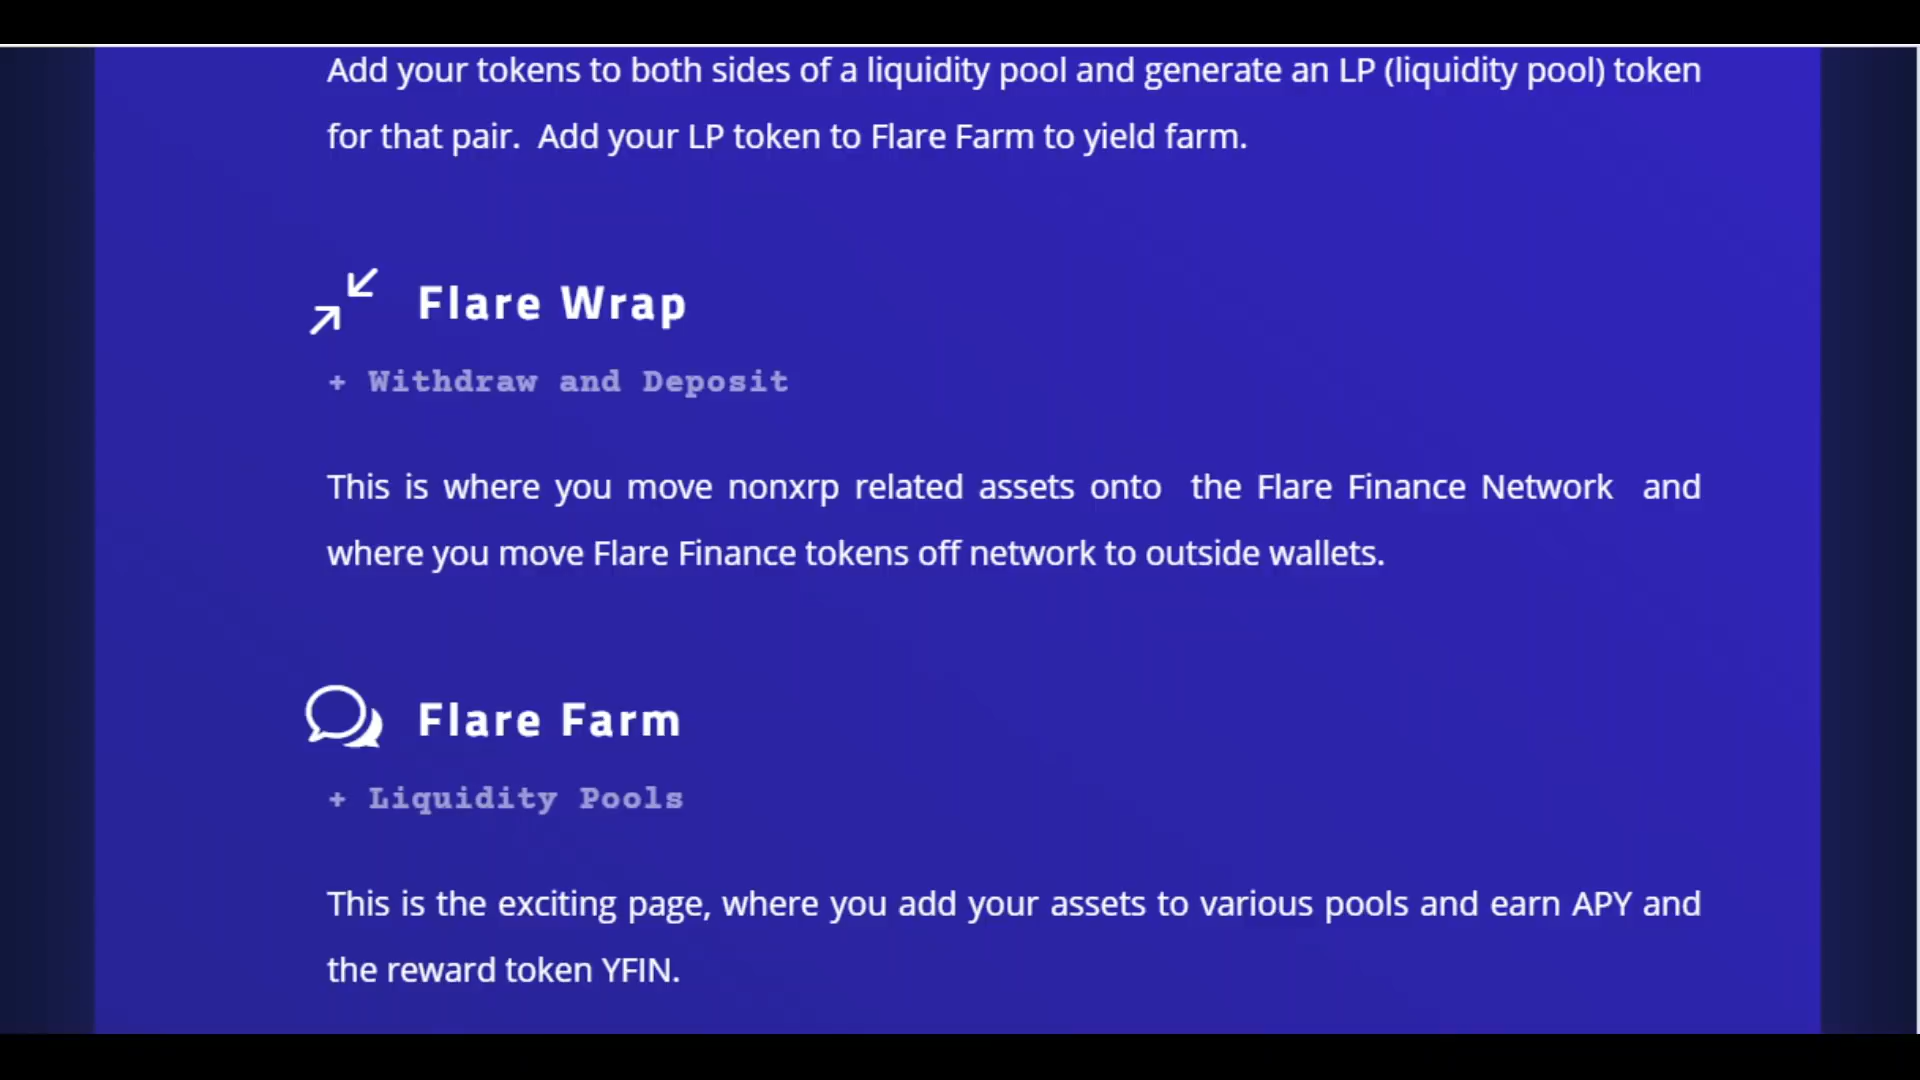 Add your tokens to both sides of a liquidity pool and generate an LP (liquidity pool) token
for that pair.  Add your LP token to Flare Farm to yield farm.
Flare Wrap
+ Withdraw and Deposit
This is where you move nonxrp related assets onto  the Flare Finance Network  and
where you move Flare Finance tokens off network to outside wallets.
Flare Farm
+ Liquidity Pools
This is the exciting page, where you add your assets to various pools and earn APY and
the reward token YFIN.